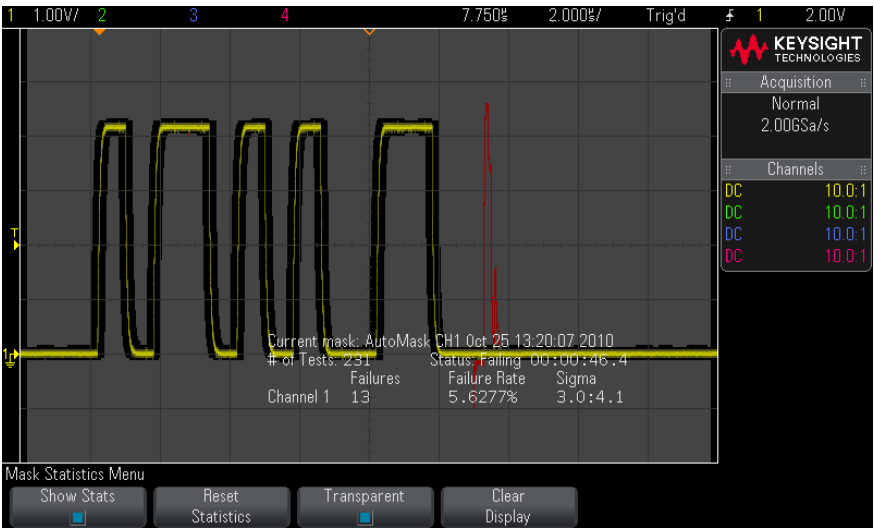 1 1.00V/ 2 3 4 7.750s 2.000s/ Trig'd 1 2.00V
KEYSIGHT
TECHNOLOGIES
Acquisition
Normal
2.00GSa/s
Channels
DC 10.0:1
DC 10.0:1
DC 10.0:1
DC 10.0:1
T
1
Current mask: AutoMask CH1 Oct 25 13:20:07 2010
# of Tests: 231 Status: Failing 00:00:46.4
Failures Failure Rate Sigma
Channel 1 13 5.6277% 3.0:4.1
Mask Statistics Menu
Show Stats
Reset
Statistics
Transparent
Clear
Display